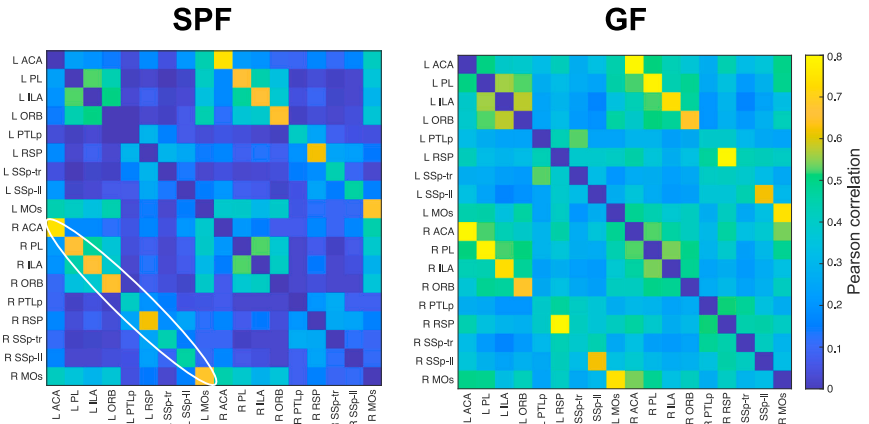 SPF
GF
L ACA
L PL
L ILA
L ORB
L PTLp
L RSP
L SSp-tr
L SSp-ll
L MOs
R ACA
R PL
R ILA
R ORB
R PTLp
R RSP
R SSp-tr
R SSp-ll
R MOs
L ACA
L PL
L ILA
L ORB
L PTLp
L RSP
L SSp-tr
L SSp-ll
L MOs
R ACA
R PL
R ILA
R ORB
R PTLp
R RSP
R SSp-tr
R SSp-ll
R MOs
L ACA
L PL
L ILA
L ORB
L PTLp
L RSP
SSp-tr
SSp-ll
L MOs
R ACA
R PL
R ILA
R ORB
R PTLp
R RSP
R SSp-tr
R SSp-ll
R MOs
L ACA
L PL
L ILA
L ORB
L PTLp
L RSP
SSp-tr
SSp-ll
L MOs
R ACA
R PL
R ILA
R ORB
R PTLp
R RSP
SSp-tr
SSp-ll
R MOs
0,8
0.7
0.6
0.5
0.4
0.3
0,2
0,1
0
Pearson correlation